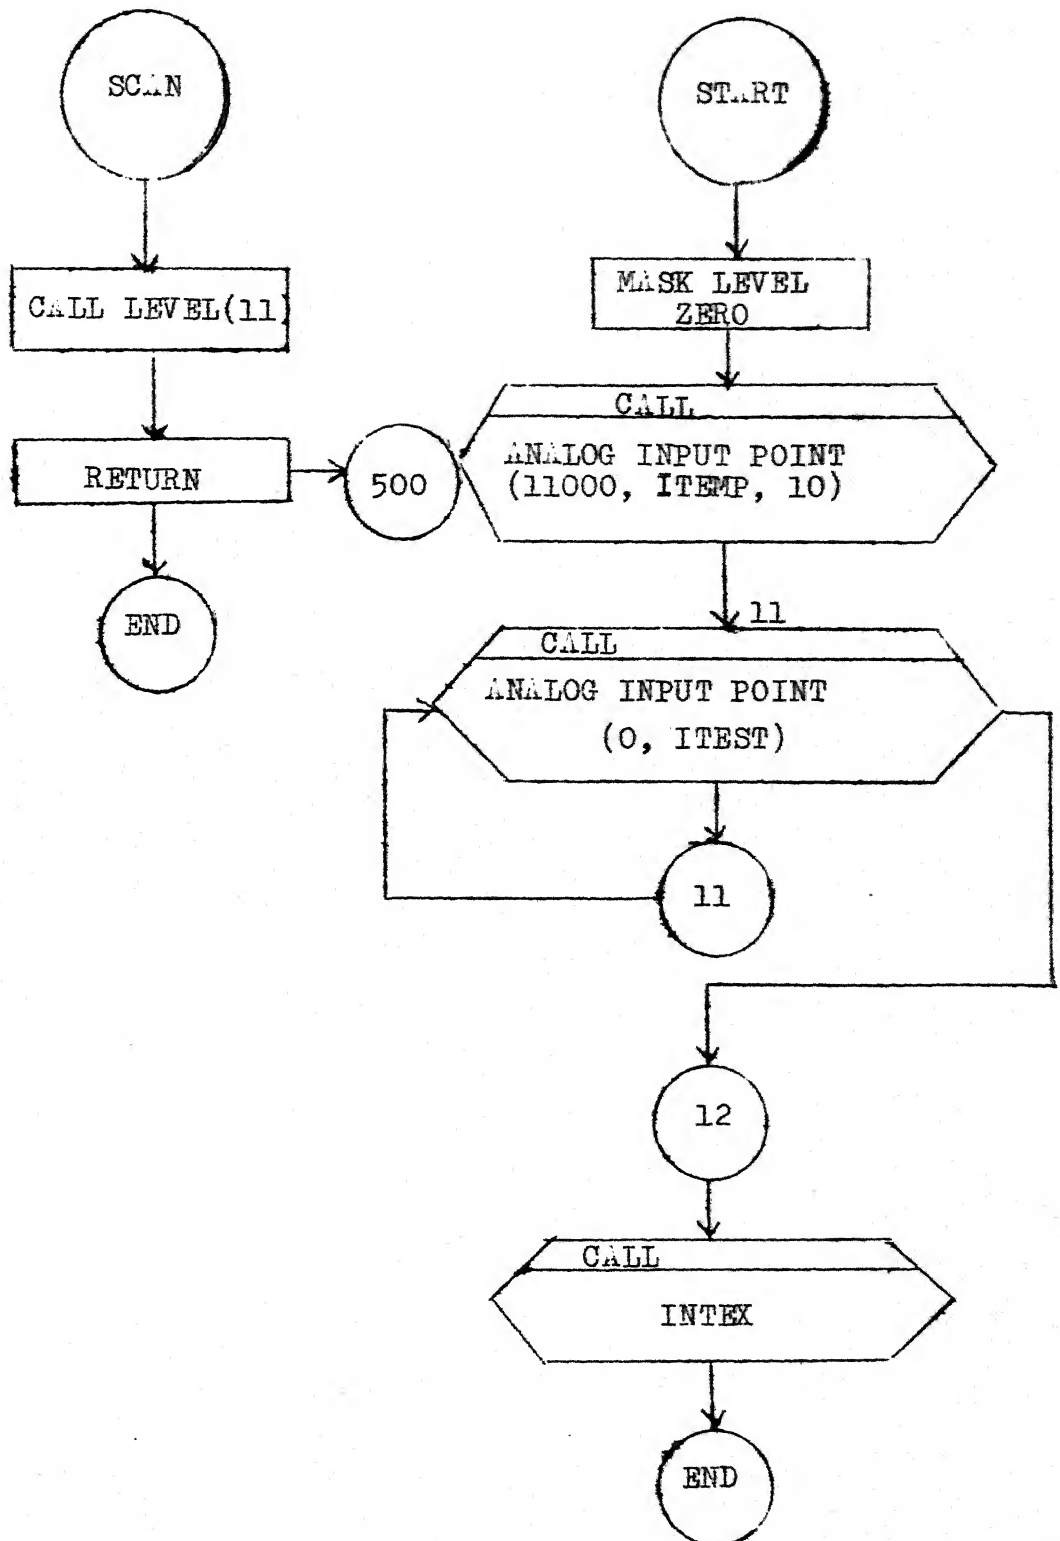 SCAN
CALL LEVEL(11)
RETURN
END
500
START
MASK LEVEL
ZERO
CALL
ANALOG INPUT POINT
(11000, ITEMP, 10)
11
CALL
ANALOG INPUT POINT
(0, ITEST)
11
12
CALL
INTEX
END